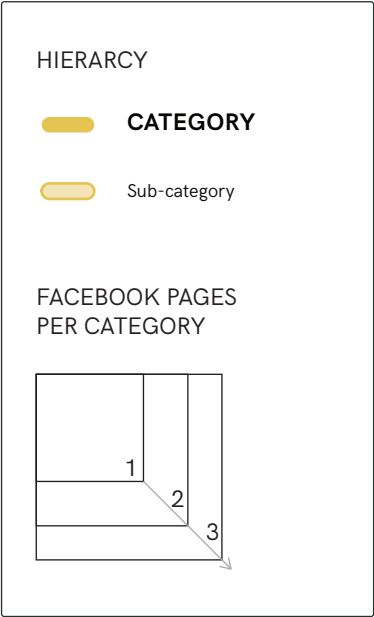 HIERARCY
CATEGORY
Sub-category
FACEBOOK PAGES
PER CATEGORY
1
2
3